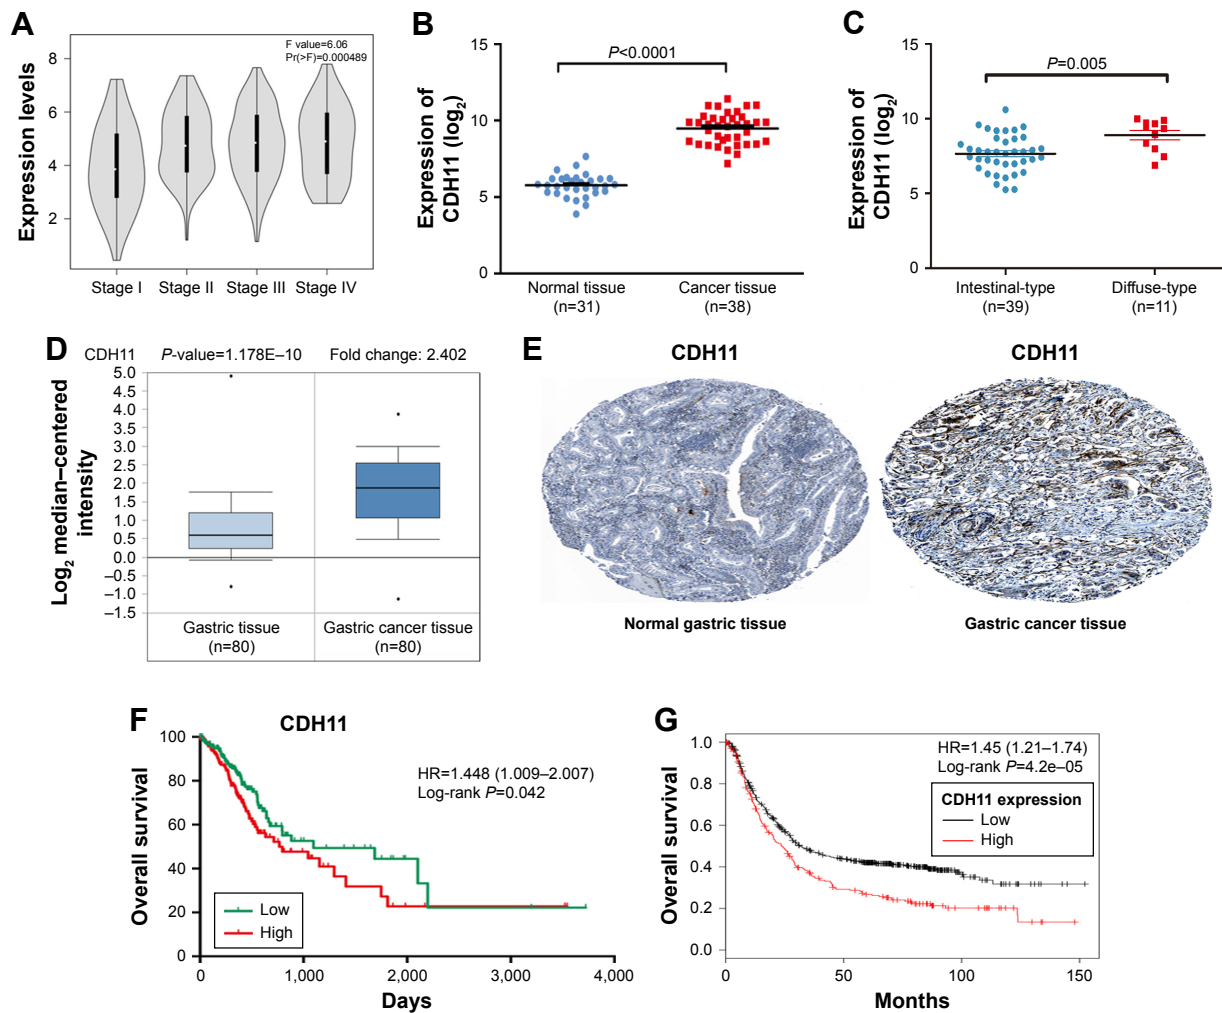 A
F value=6.06
Pr(>F)=0.000489
Expression levels
8
6
4
2
Stage I Stage II Stage III Stage IV
B
P<0.0001
Expression of
CDH11 (log2)
15
10
5
0
Normal tissue
(n=31)
Cancer tissue
(n=38)
C
P=0.005
Expression of
CDH11 (log2)
15
10
5
0
Intestinal-type
(n=39)
Diffuse-type
(n=11)
D
CDH11 P-value=1.178E–10 Fold change: 2.402
Log2 median–centered
intensity
5.0
4.5
4.0
3.5
3.0
2.5
2.0
1.5
1.0
0.5
0.0
–0.5
–1.0
–1.5
Gastric tissue
(n=80)
Gastric cancer tissue
(n=80)
E
CDH11
CDH11
Normal gastric tissue
Gastric cancer tissue
F
CDH11
HR=1.448 (1.009–2.007)
Log-rank P=0.042
Overall survival
100
80
60
40
20
0
Low
High
0 1,000 2,000 3,000 4,000
Days
G
HR=1.45 (1.21–1.74)
Log-rank P=4.2e–05
CDH11 expression
Low
High
Overall survival
1.0
0.8
0.6
0.4
0.2
0.0
0 50 100 150
Months